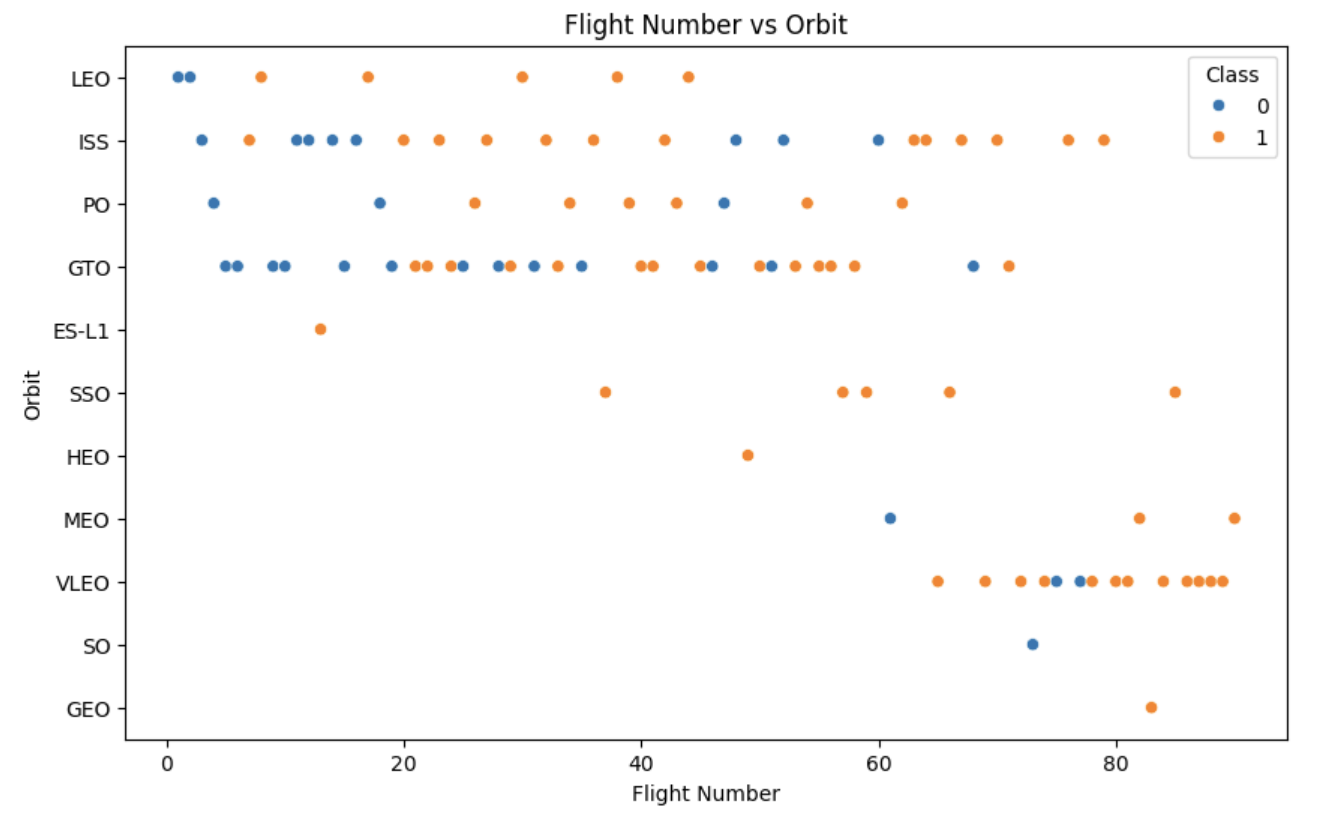 Flight Number vs Orbit
Class
0
1
LEO
ISS
PO
GTO
ES-L1
SSO
HEO
MEO
VLEO
SO
GEO
Orbit
0 20 40 60 80
Flight Number